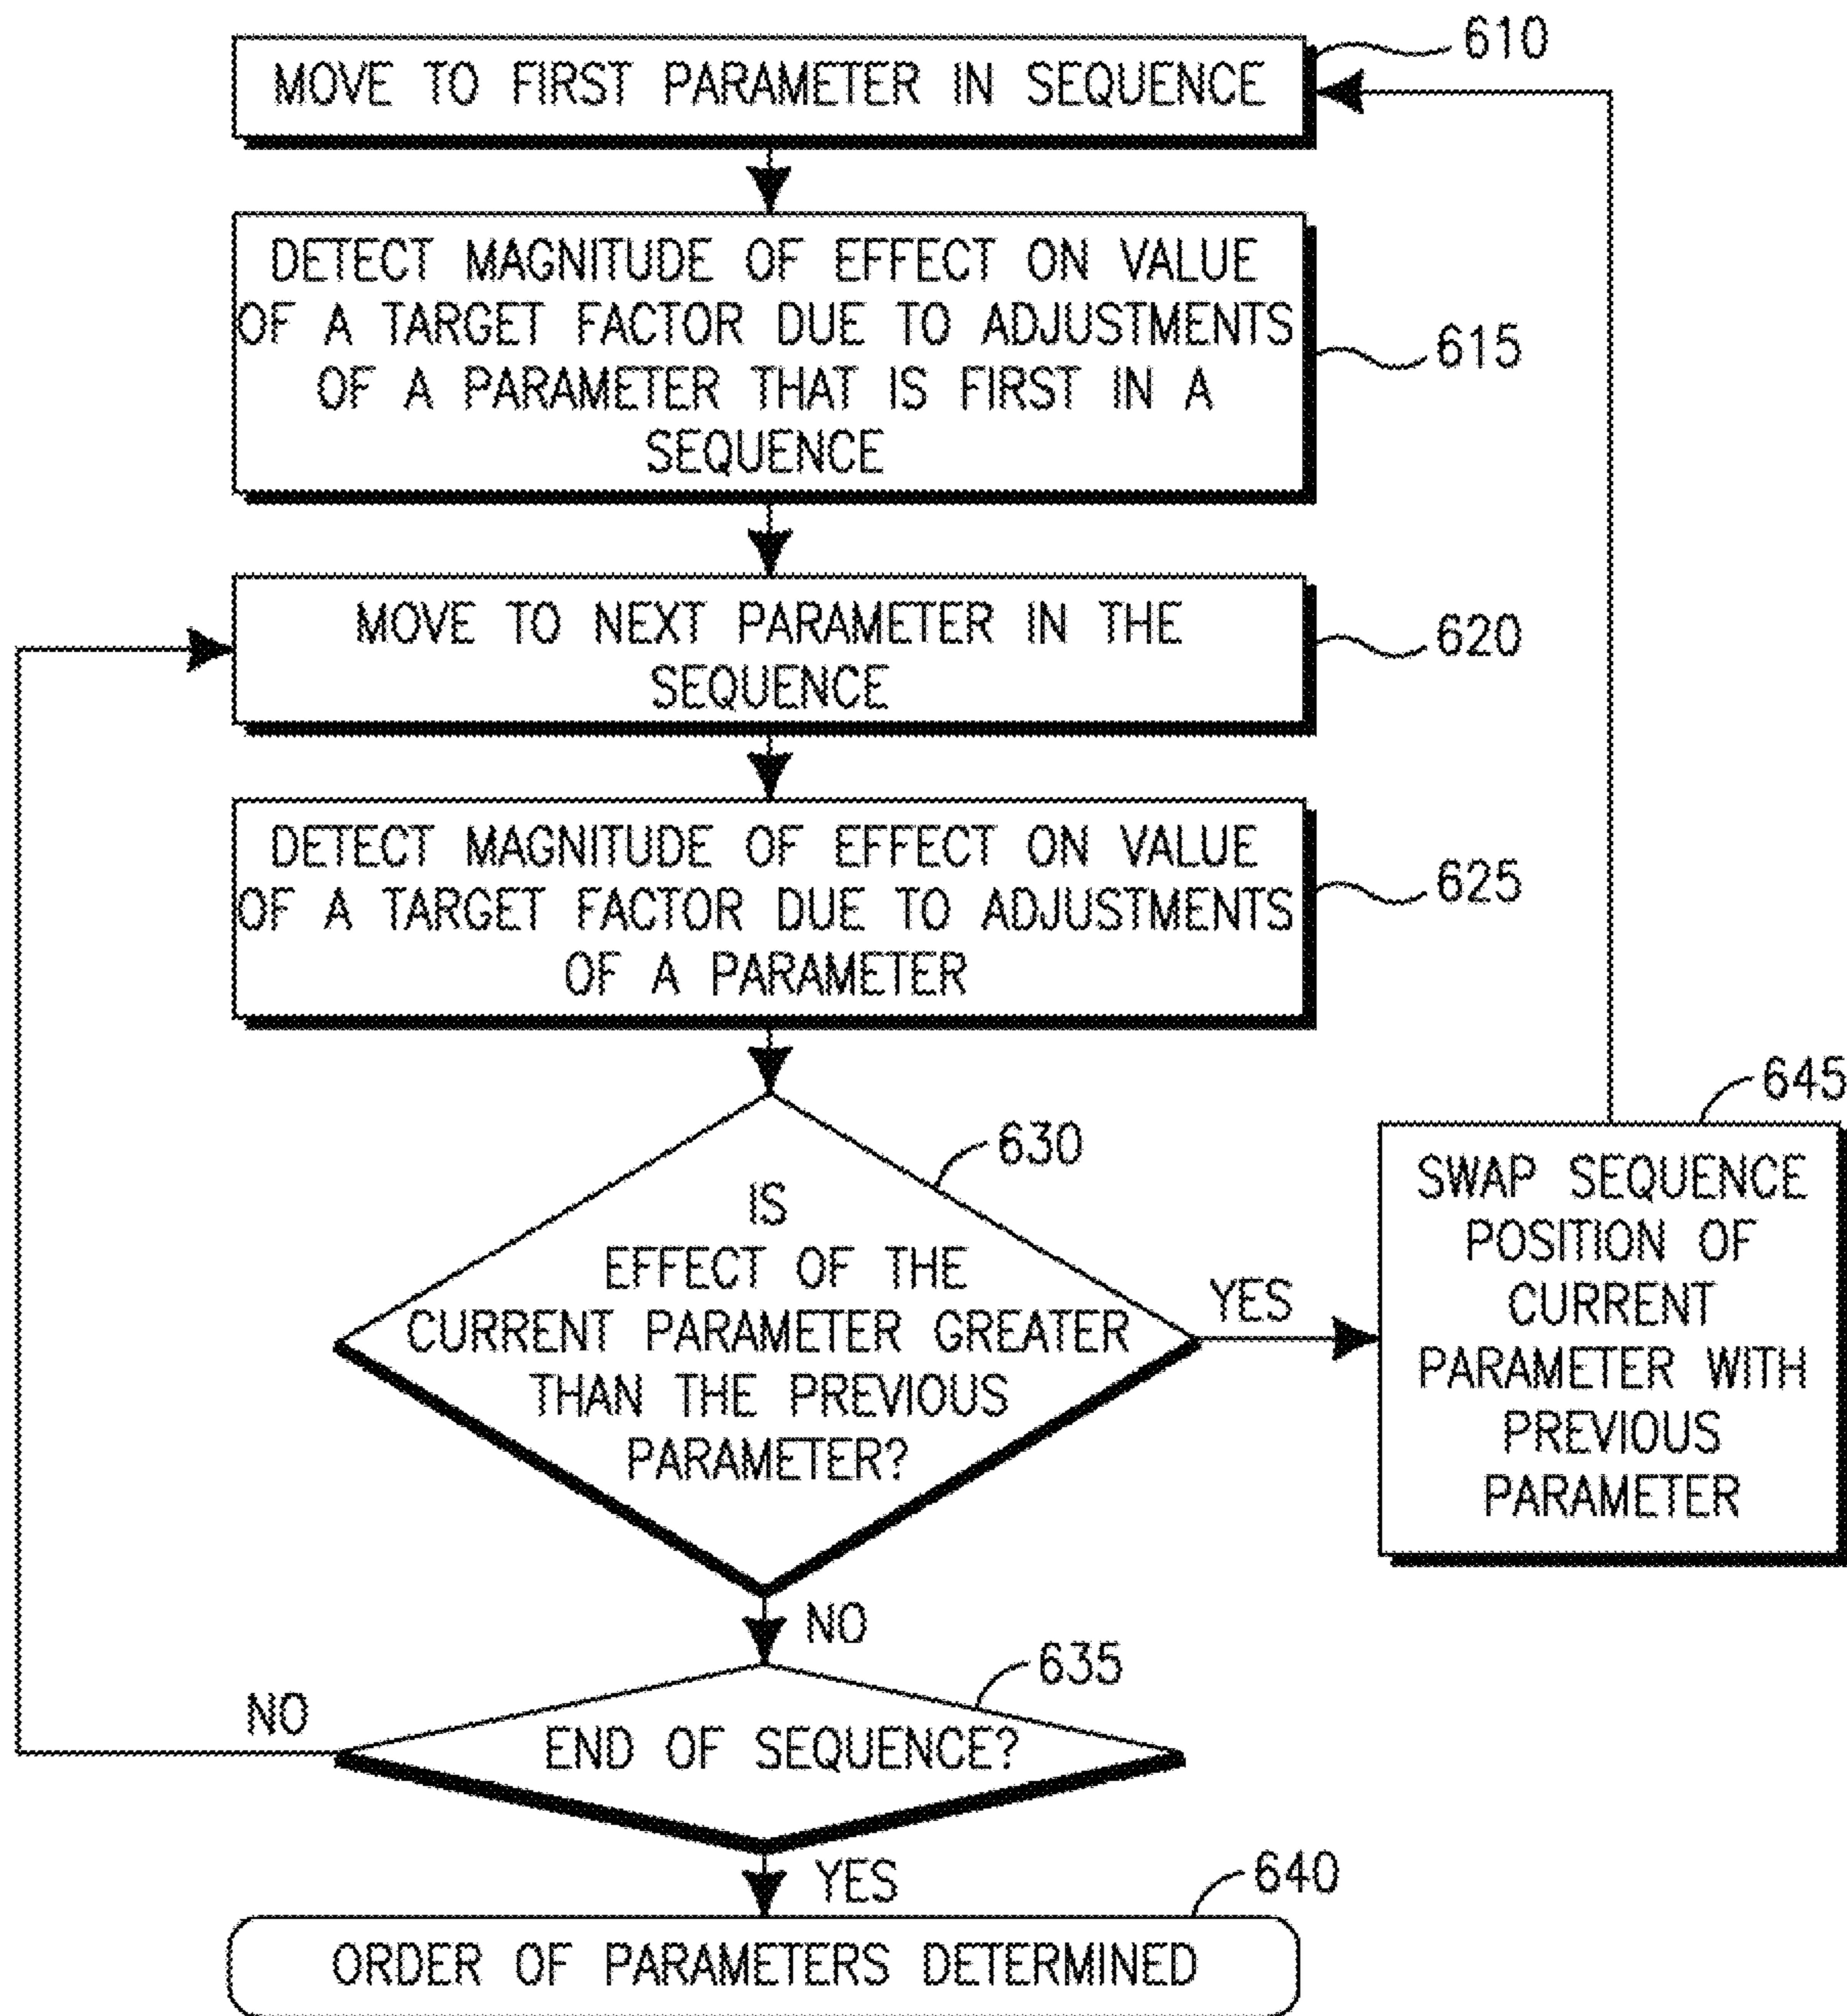 610
MOVE TO FIRST PARAMETER IN SEQUENCE
DETECT MAGNITUDE OF EFFECT ON VALUE
OF A TARGET FACTOR DUE TO ADJUSTMENTS
OF A PARAMETER THAT IS FIRST IN A
SEQUENCE
615
MOVE TO NEXT PARAMETER IN THE
SEQUENCE
620
DETECT MAGNITUDE OF EFFECT ON VALUE
OF A TARGET FACTOR DUE TO ADJUSTMENTS
OF A PARAMETER
625
630
IS
EFFECT OF THE
CURRENT PARAMETER GREATER
THAN THE PREVIOUS
PARAMETER?
YES
645
SWAP SEQUENCE
POSITION OF
CURRENT
PARAMETER WITH
PREVIOUS
PARAMETER
NO
635
END OF SEQUENCE?
NO
YES
640
ORDER OF PARAMETERS DETERMINED